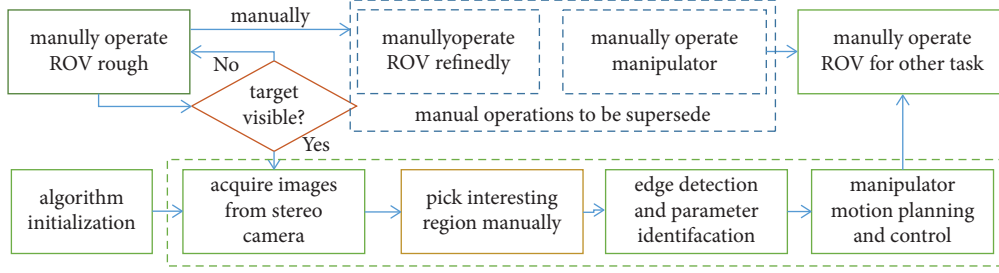 manually
manully operate
ROV rough
No
target
visible?
Yes
manullyoperate
ROV refinedly
manually operate
manipulator
manual operations to be supersede
manully operate
ROV for other task
algorithm
initialization
acquire images
from stereo
camera
pick interesting
region manually
edge detection
and parameter
identifacation
manipulator
motion planning
and control